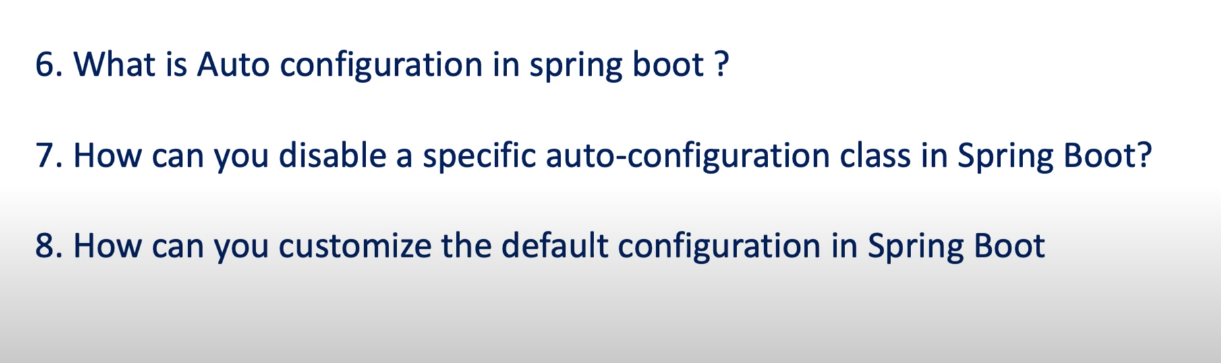 6. What is Auto configuration in spring boot ?
7. How can you disable a specific auto-configuration class in Spring Boot?
8. How can you customize the default configuration in Spring Boot